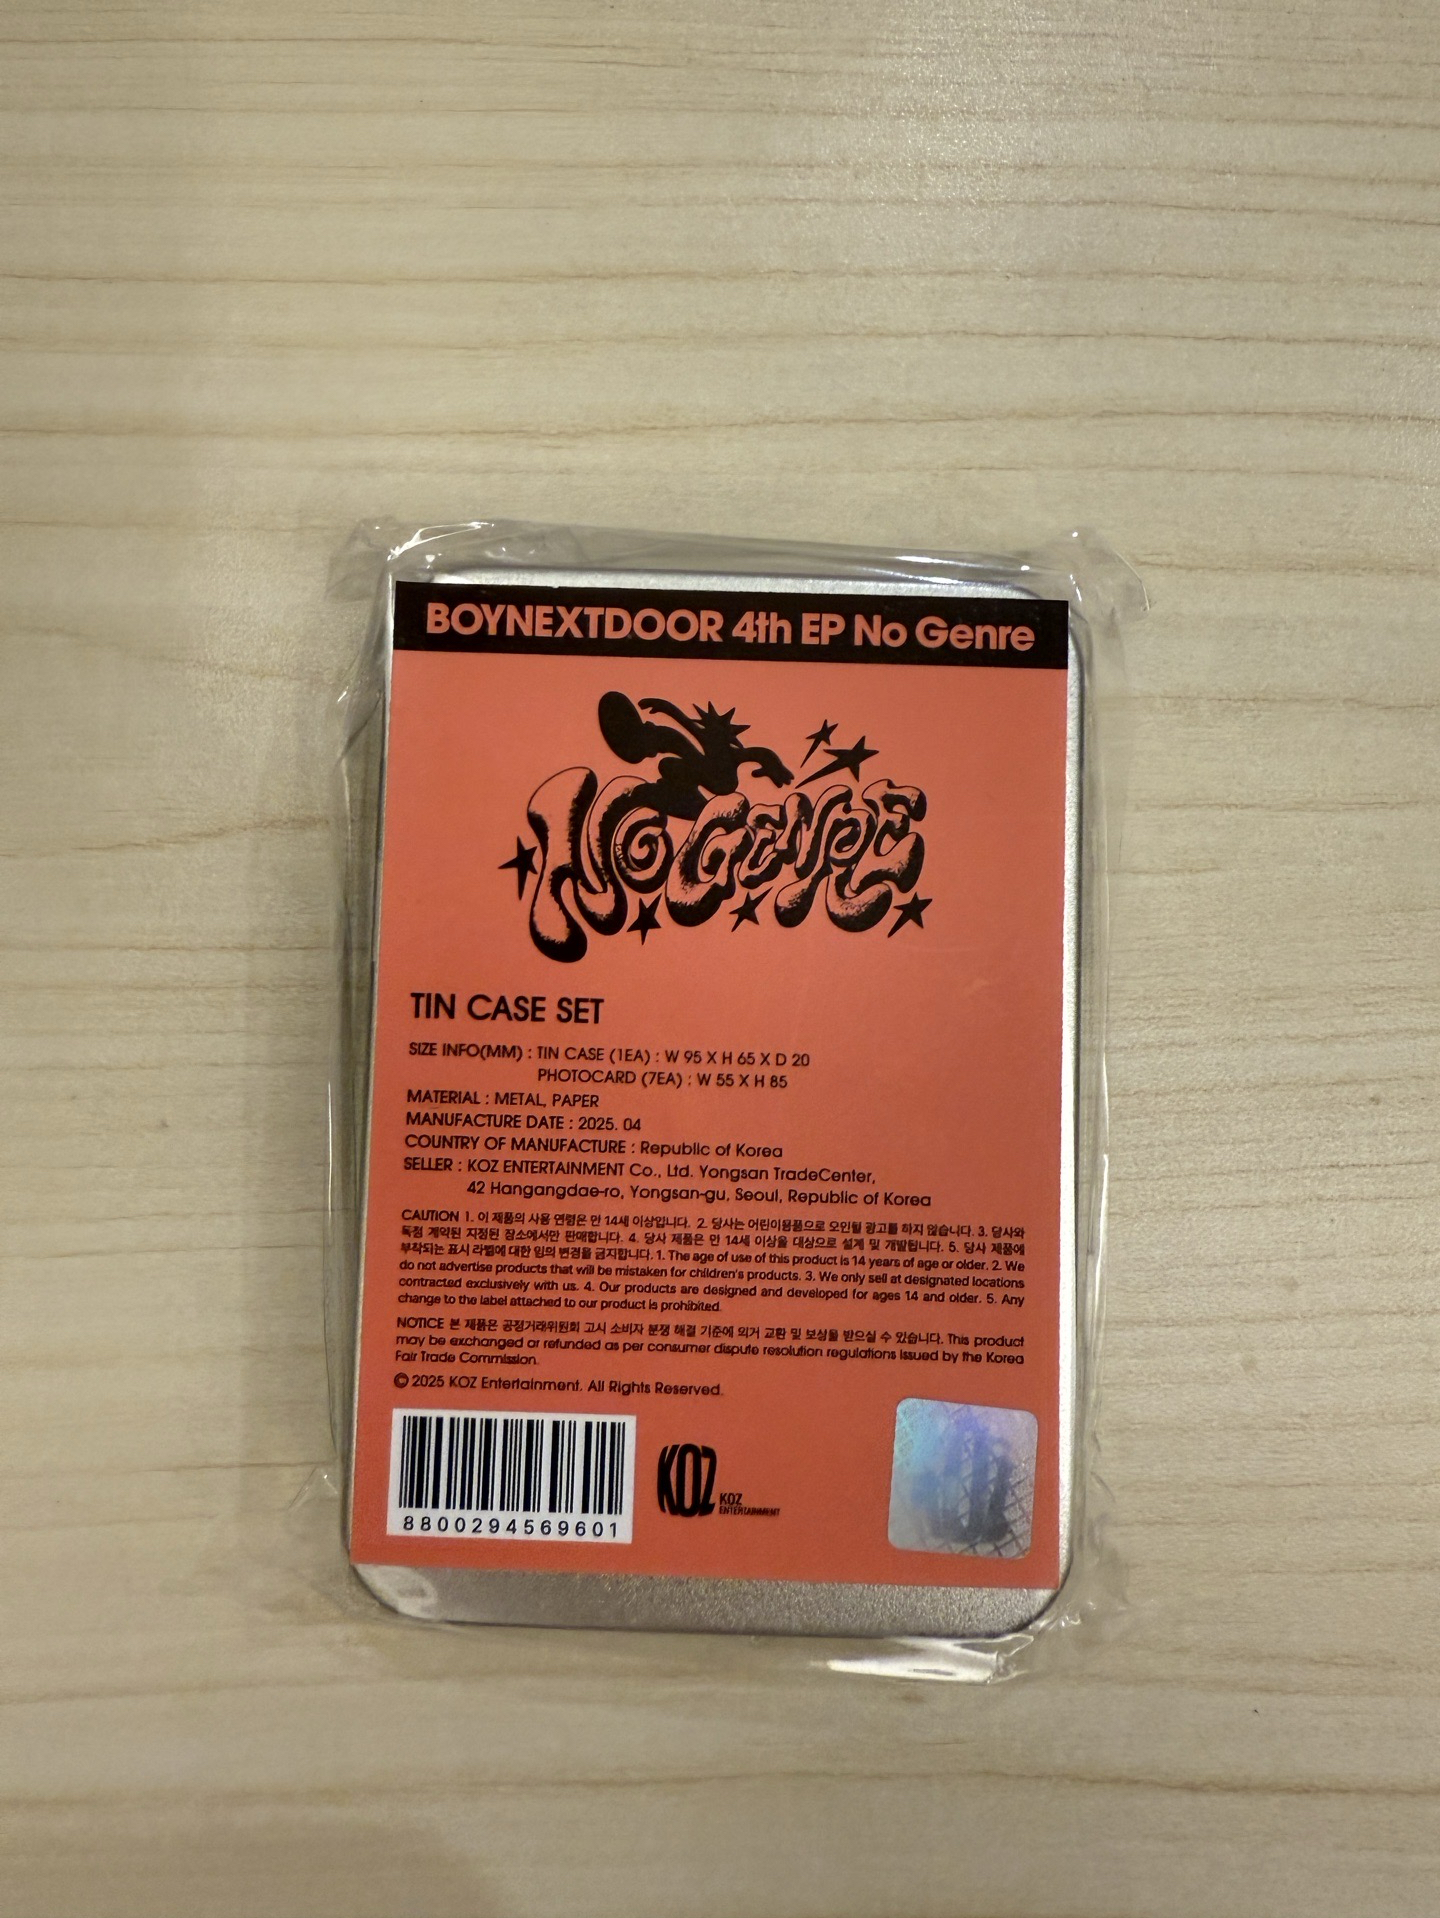 BOYNEXTDOOR 4th EP No Genre
No GENRE
TIN CASE SET
SIZE INFO(MM) : TIN CASE (1EA) : W 95 X H 65 X D 20
PHOTOCARD (7EA) : W 55 X H 85
MATERIAL : METAL, PAPER
MANUFACTURE DATE : 2025. 04
COUNTRY OF MANUFACTURE : Republic of Korea
SELLER : KOZ ENTERTAINMENT Co., Ltd. Yongsan TradeCenter,
42 Hangangdae-ro, Yongsan-gu, Seoul, Republic of Korea
CAUTION 1. 이 제품의 사용 연령은 만 14세 이상입니다. 2. 당사는 어린이용품으로 오인될 광고를 하지 않습니다. 3. 당사와
독점 계약된 지정된 장소에서만 판매합니다. 4. 당사 제품은 만 14세 이상을 대상으로 설계 및 개발됩니다. 5. 당사 제품에
부착되는 표시 라벨에 대한 임의 변경을 금지합니다. 1. The age of use of this product is 14 years of age or older. 2. We
do not advertise products that will be mistaken for children's products. 3. We only sell at designated locations
contracted exclusively with us. 4. Our products are designed and developed for ages 14 and older. 5. Any
change to the label attached to our product is prohibited.
NOTICE 본 제품은 공정거래위원회 고시 소비자 분쟁 해결 기준에 의거 교환 및 보상을 받으실 수 있습니다. This product
may be exchanged or refunded as per consumer dispute resolution regulations issued by the Korea
Fair Trade Commission.
© 2025 KOZ Entertainment. All Rights Reserved.
8800294569601
KOZ
KOZ
ENTERTAINMENT